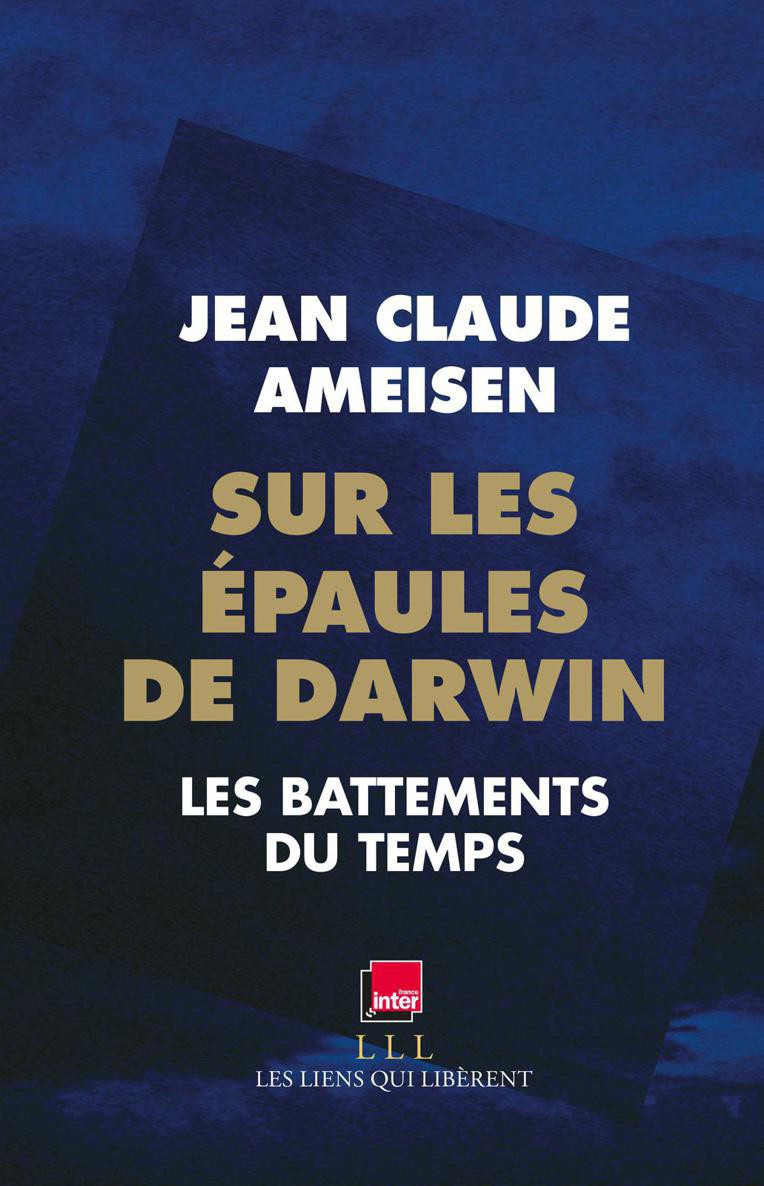 JEAN CLAUDE
AMEISEN
SUR LES
ÉPAULES
DE DARWIN
LES BATTEMENTS
DU TEMPS
france
inter
LLL
LES LIENS QUI LIBÈRENT